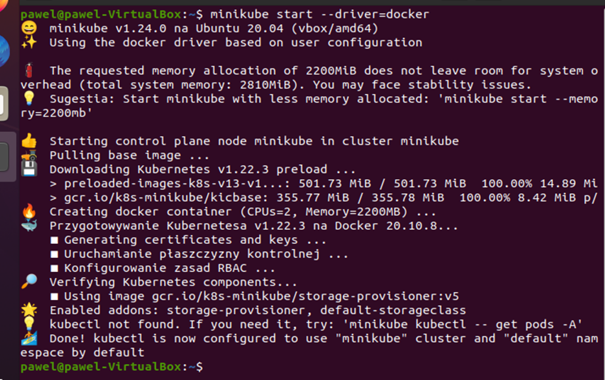 pawel@pawel-VirtualBox:~$ minikube start --driver=docker
minikube v1.24.0 na Ubuntu 20.04 (vbox/amd64)
Using the docker driver based on user configuration
The requested memory allocation of 2200MiB does not leave room for system o
verhead (total system memory: 2810MiB). You may face stability issues.
Sugestia: Start minikube with less memory allocated: 'minikube start --memo
ry=2200mb'
Starting control plane node minikube in cluster minikube
Pulling base image ...
Downloading Kubernetes v1.22.3 preload ...
> preloaded-images-k8s-v13-v1...: 501.73 MiB / 501.73 MiB 100.00% 14.89 Mi
> gcr.io/k8s-minikube/kicbase: 355.77 MiB / 355.78 MiB 100.00% 8.42 MiB p/
Creating docker container (CPUs=2, Memory=2200MB) ...
Przygotowywanie Kubernetesa v1.22.3 na Docker 20.10.8...
■ Generating certificates and keys ...
■ Uruchamianie płaszczyzny kontrolnej ...
■ Konfigurowanie zasad RBAC ...
Verifying Kubernetes components...
■ Using image gcr.io/k8s-minikube/storage-provisioner:v5
Enabled addons: storage-provisioner, default-storageclass
kubectl not found. If you need it, try: 'minikube kubectl -- get pods -A'
Done! kubectl is now configured to use "minikube" cluster and "default" nam
espace by default
pawel@pawel-VirtualBox:~$